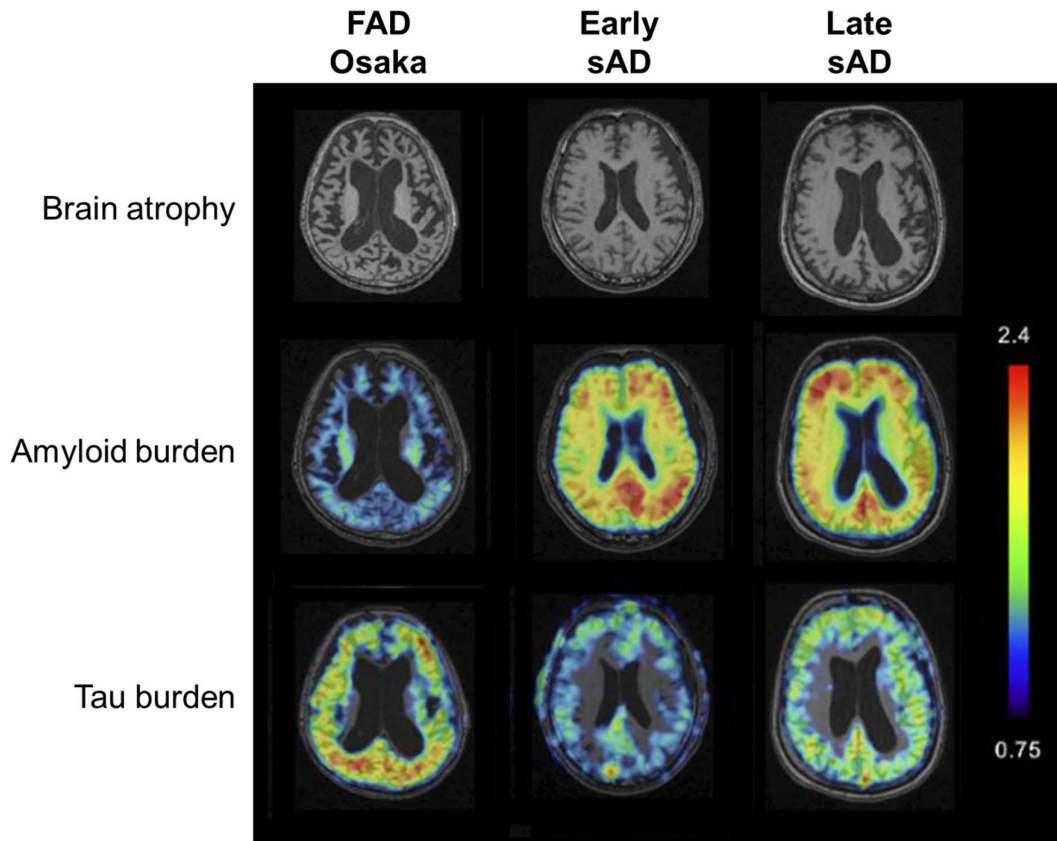 FAD
Osaka
Early
sAD
Late
sAD
Brain atrophy
Amyloid burden
Tau burden
2.4
0.75